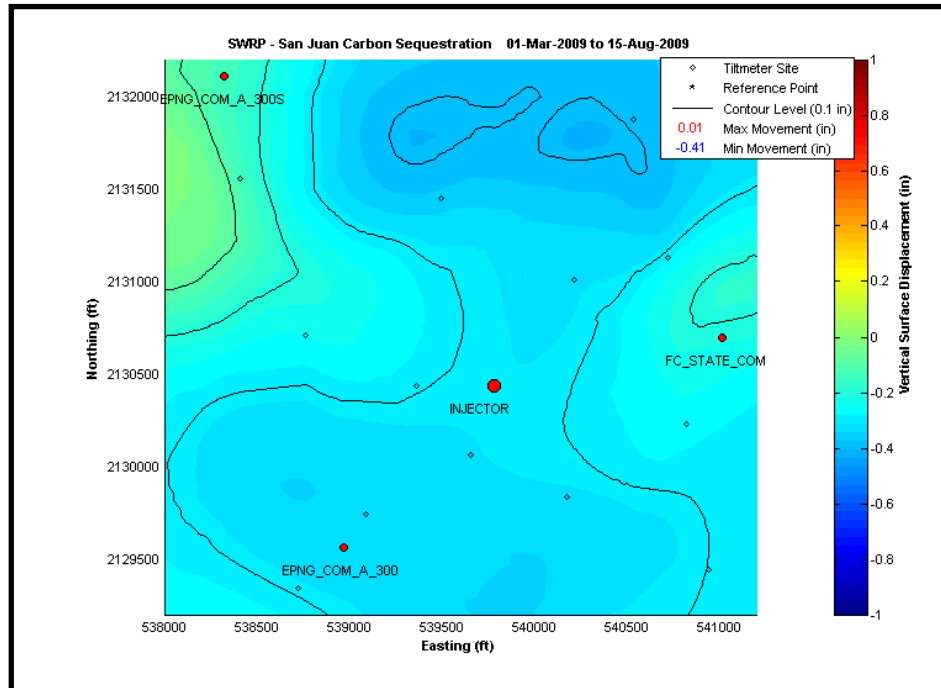 SWRP - San Juan Carbon Sequestration 01-Mar-2009 to 15-Aug-2009
Tiltmeter Site
Reference Point
Contour Level (0.1 in)
0.01 Max Movement (in)
-0.41 Min Movement (in)
EPNG_COM_A_300S
FC_STATE_COM
INJECTOR
EPNG_COM_A_300
Northing (ft)
2132000
2131500
2131000
2130500
2130000
2129500
538000 538500 539000 539500 540000 540500 541000
Easting (ft)
1
0.8
0.6
0.4
0.2
0
-0.2
-0.4
-0.6
-0.8
-1
Vertical Surface Displacement (in)